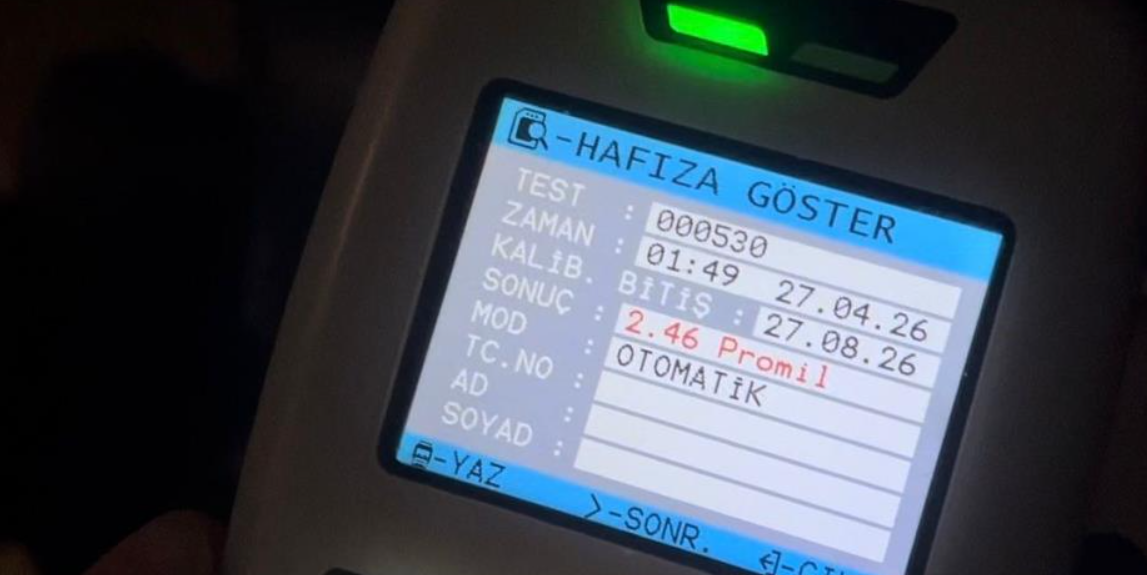 -HAFIZA GÖSTER
TEST : 000530
ZAMAN : 01:49 27.04.26
KALİB. BİTİŞ : 27.08.26
SONUÇ : 2.46 Promil
MOD : OTOMATİK
TC.NO :
AD :
SOYAD :
-YAZ >-SONR.